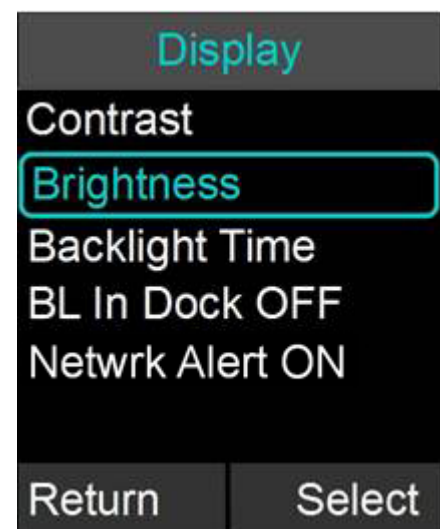 Display
Contrast
Brightness
Backlight Time
BL In Dock OFF
Netwrk Alert ON
Return Select